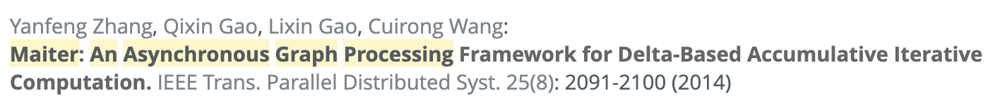 Yanfeng Zhang, Qixin Gao, Lixin Gao, Cuirong Wang:
Maiter: An Asynchronous Graph Processing Framework for Delta-Based Accumulative Iterative
Computation. IEEE Trans. Parallel Distributed Syst. 25(8): 2091-2100 (2014)